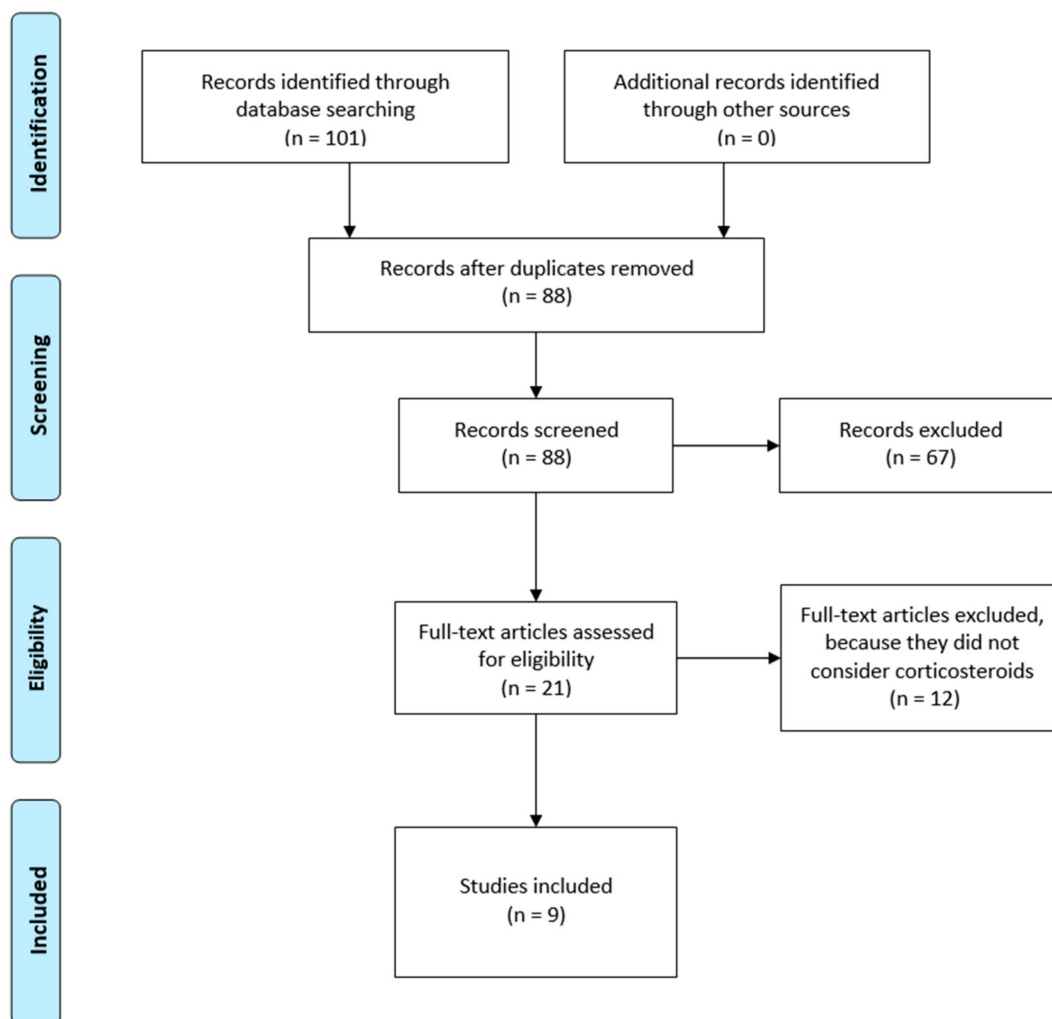 Identification
Records identified through
database searching
(n = 101)
Additional records identified
through other sources
(n = 0)
Records after duplicates removed
(n = 88)
Screening
Records screened
(n = 88)
Records excluded
(n = 67)
Eligibility
Full-text articles assessed
for eligibility
(n = 21)
Full-text articles excluded,
because they did not
consider corticosteroids
(n = 12)
Included
Studies included
(n = 9)